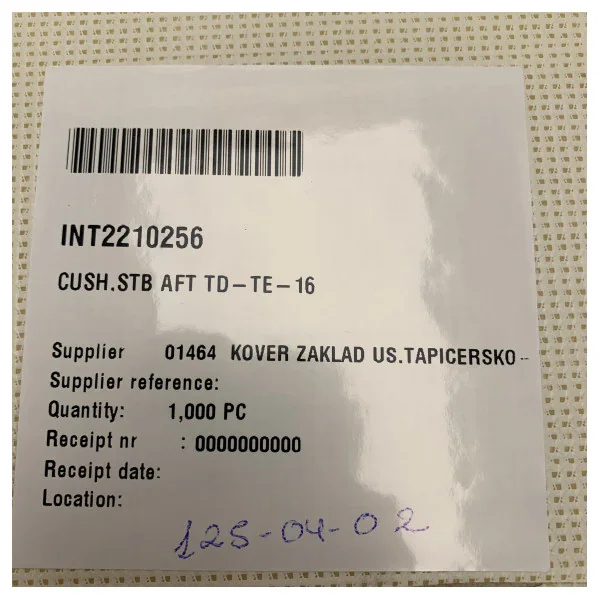 INT2210256
CUSH.STB AFT TD-TE-16
Supplier 01464 KOVER ZAKLAD US.TAPICERSKO-
Supplier reference:
Quantity: 1,000 PC
Receipt nr : 0000000000
Receipt date:
Location:
125-04-02